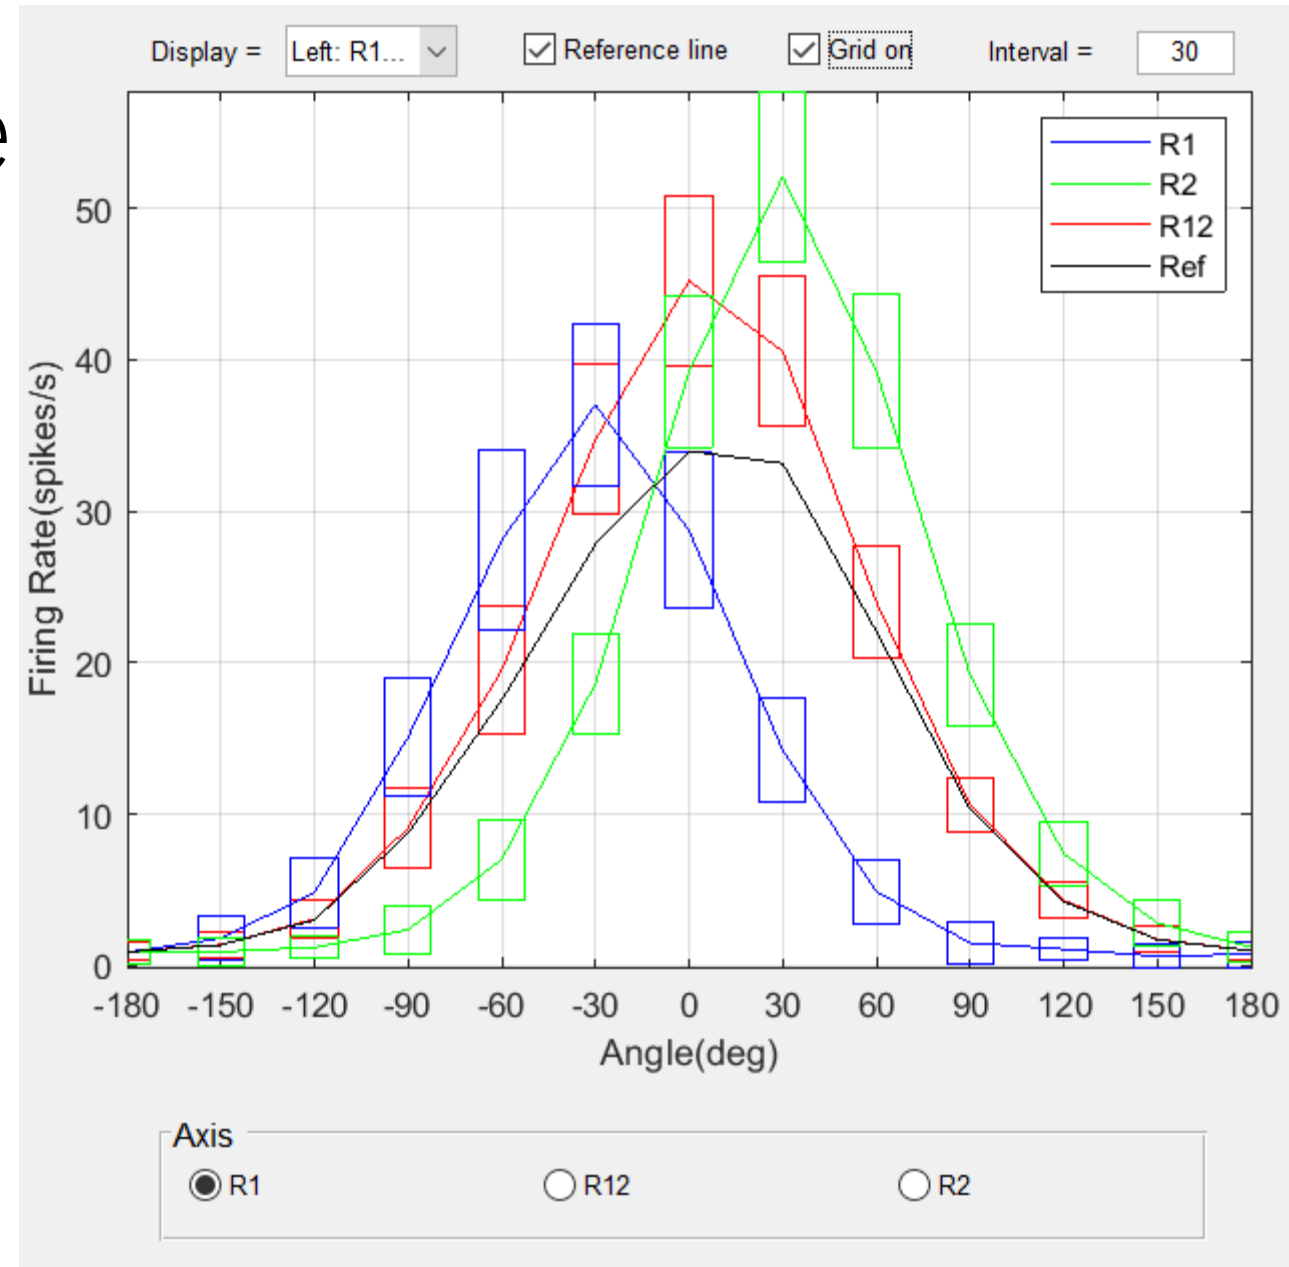 e
Display = Left: R1... Reference line Grid on Interval = 30
R1
R2
R12
Ref
50
40
30
20
10
0
Firing Rate(spikes/s)
-180 -150 -120 -90 -60 -30 0 30 60 90 120 150 180
Angle(deg)
Axis
R1 R12 R2